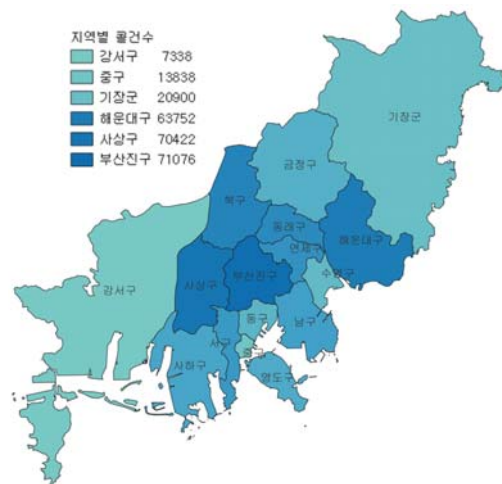 지역별 콜건수
강서구 7338
중구 13838
기장군 20900
해운대구 63752
사상구 70422
부산진구 71076
기장군
금정구
북구
동래구
연제구
해운대구
수영구
사상구
부산진구
강서구
동구
남구
서구
중구
사하구
영도구